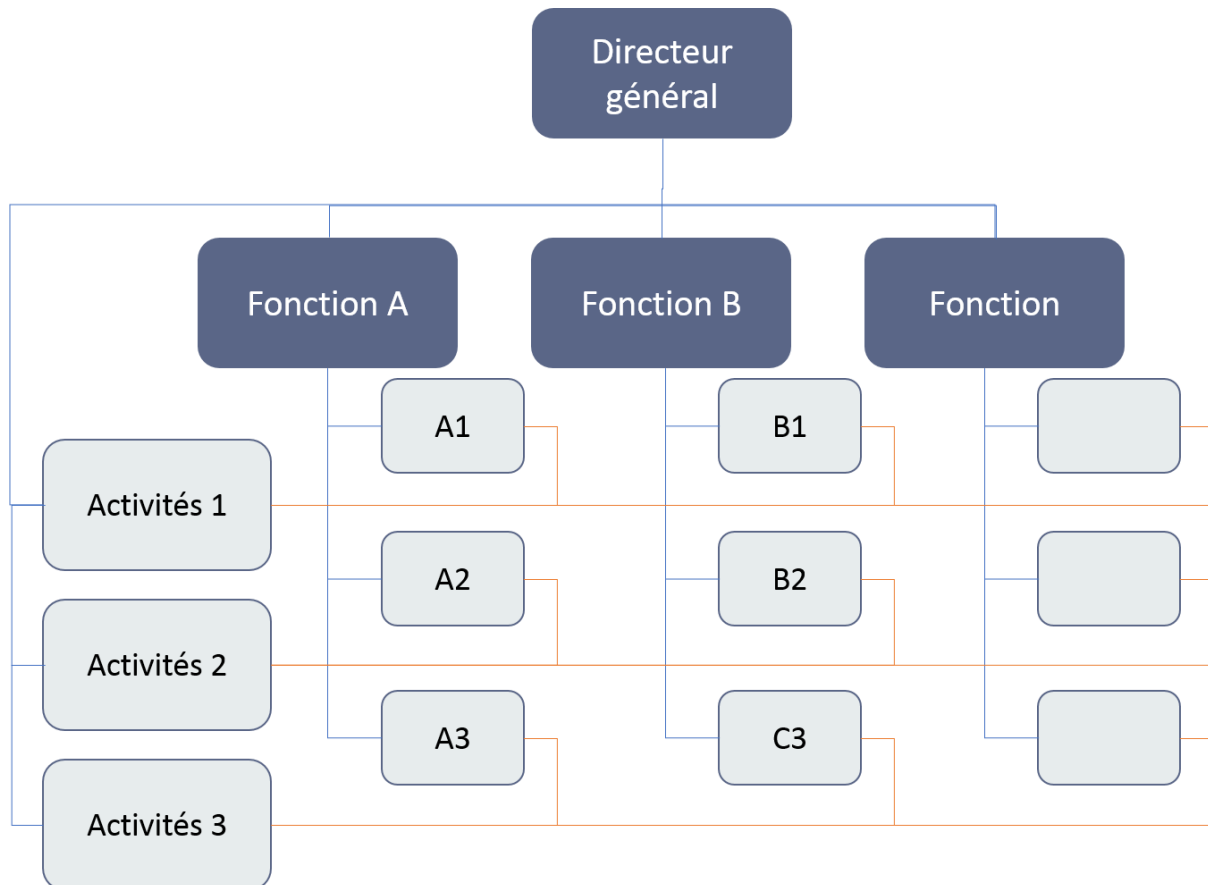 Directeur
général
Fonction A
Fonction B
Fonction
A1
B1
Activités 1
A2
B2
Activités 2
A3
C3
Activités 3